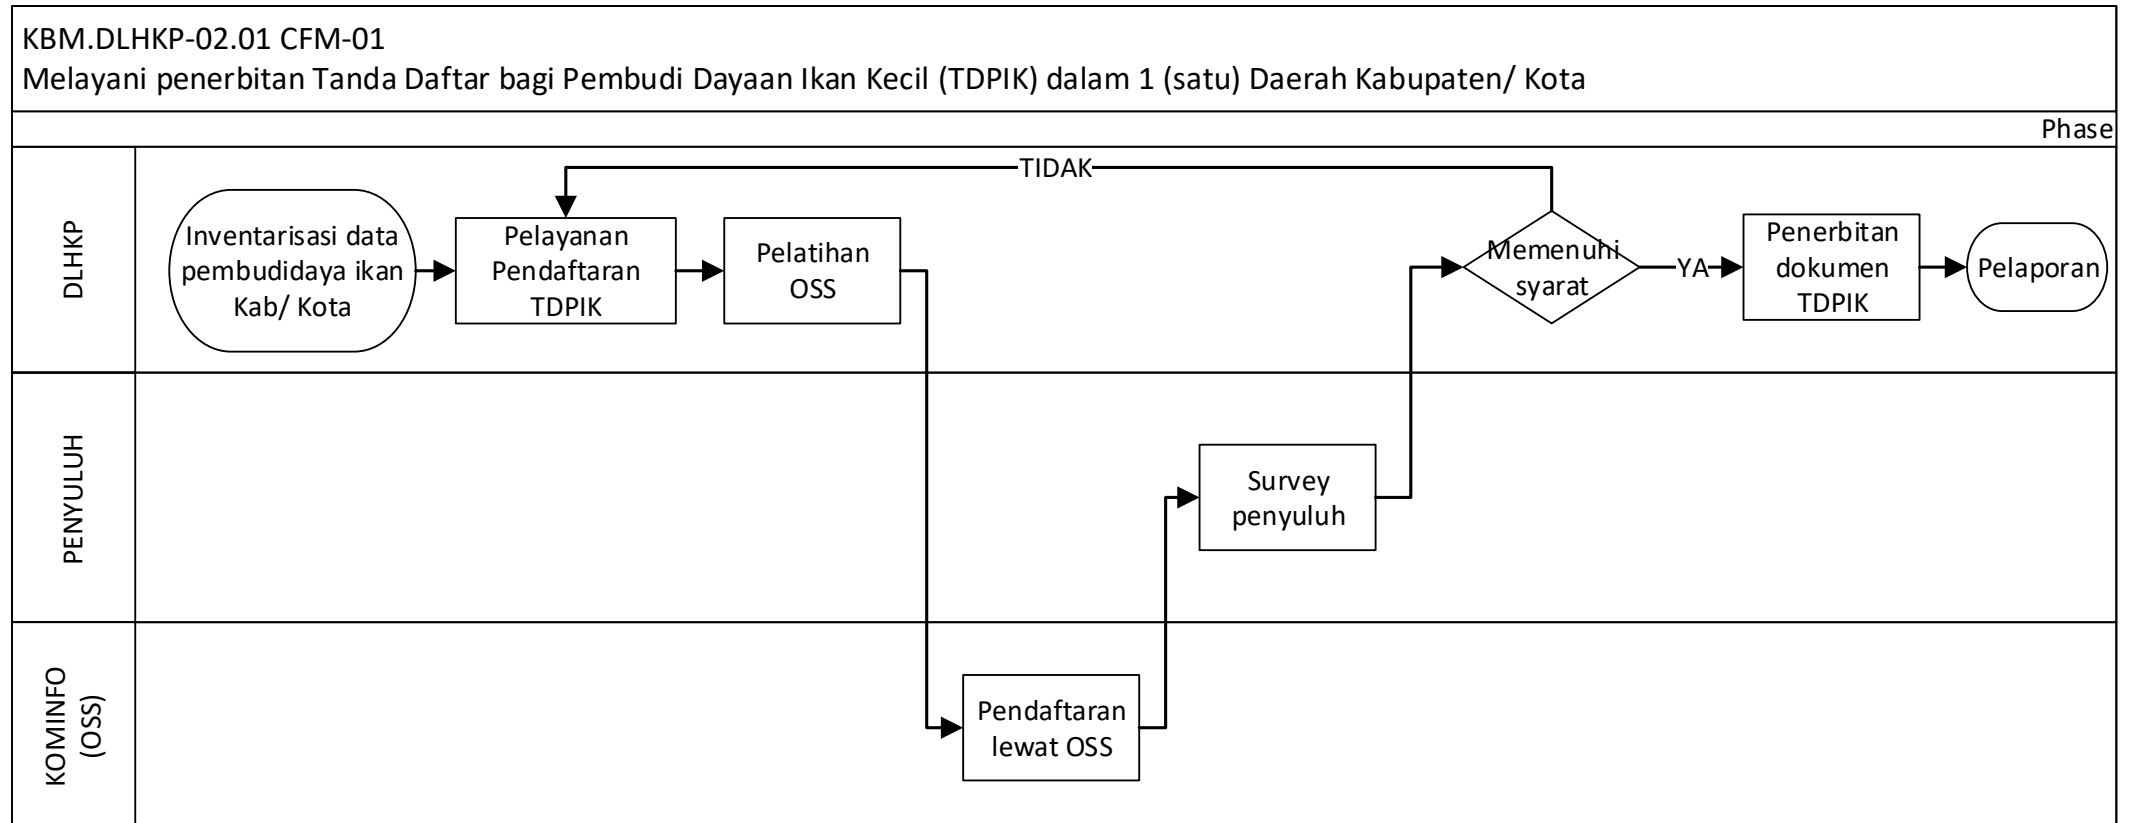 KBM.DLHKP-02.01 CFM-01
Melayani penerbitan Tanda Daftar bagi Pembudi Dayaan Ikan Kecil (TDPIK) dalam 1 (satu) Daerah Kabupaten/ Kota
Phase
DLHKP
Inventarisasi data
pembudidaya ikan
Kab/ Kota
Pelayanan
Pendaftaran
TDPIK
Pelatihan
OSS
TIDAK
Memenuhi
syarat
YA
Penerbitan
dokumen
TDPIK
Pelaporan
PENYULUH
Survey
penyuluh
KOMINFO
(OSS)
Pendaftaran
lewat OSS